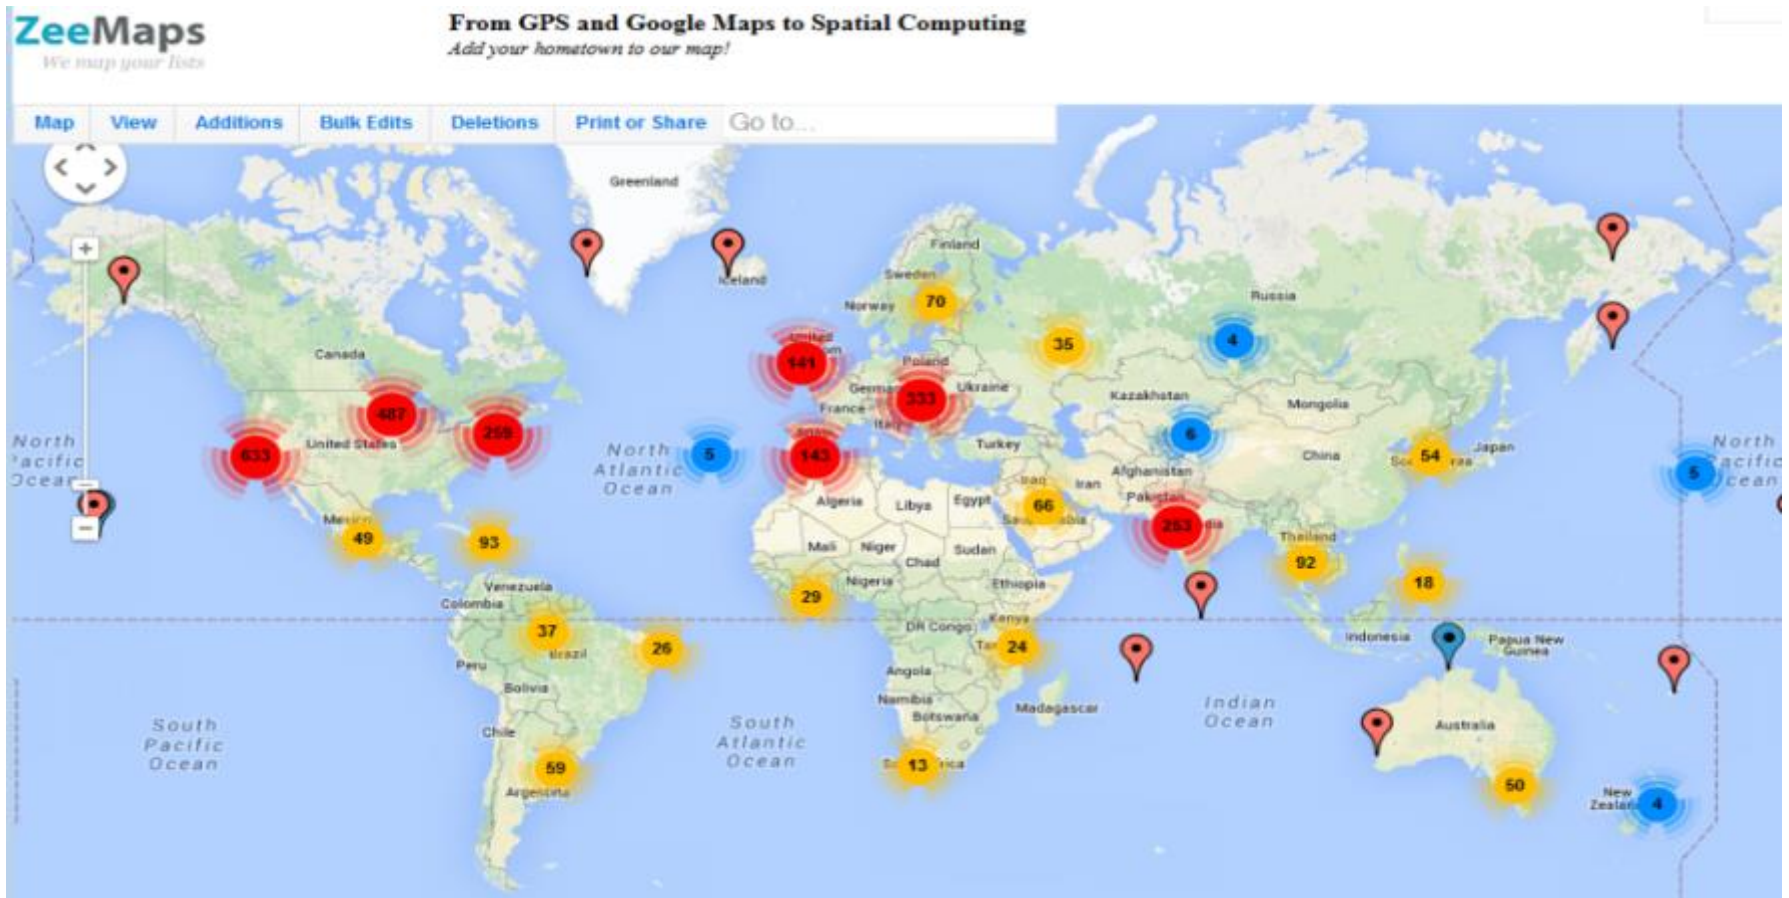 ZeeMaps
We map your lists
From GPS and Google Maps to Spatial Computing
Add your hometown to our map!
Map View Additions Bulk Edits Deletions Print or Share Go to...
Greenland
Finland
Iceland
Sweden
Russia
70
Norway
4
35
Canada
141
Poland
Ukraine
Kazakhstan
333
Mongolia
France
487
259
United States
North
Atlantic
Ocean
5
633
143
Turkey
6
China
54
Japan
North
5
Afghanistan
Iran
Algeria
Libya
Egypt
66
Pakistan
253
49
93
Mali
Niger
Chad
Sudan
Thailand
92
18
Venezuela
Colombia
29
Nigeria
Ethiopia
DR Congo
Kenya
24
37
Brazil
26
Peru
Indonesia
Papua New
Guinea
Angola
Bolivia
Namibia
Botswana
Madagascar
Indian
Ocean
South
Pacific
Ocean
South
Atlantic
Ocean
Chile
Australia
59
13
Argentina
50
New
4